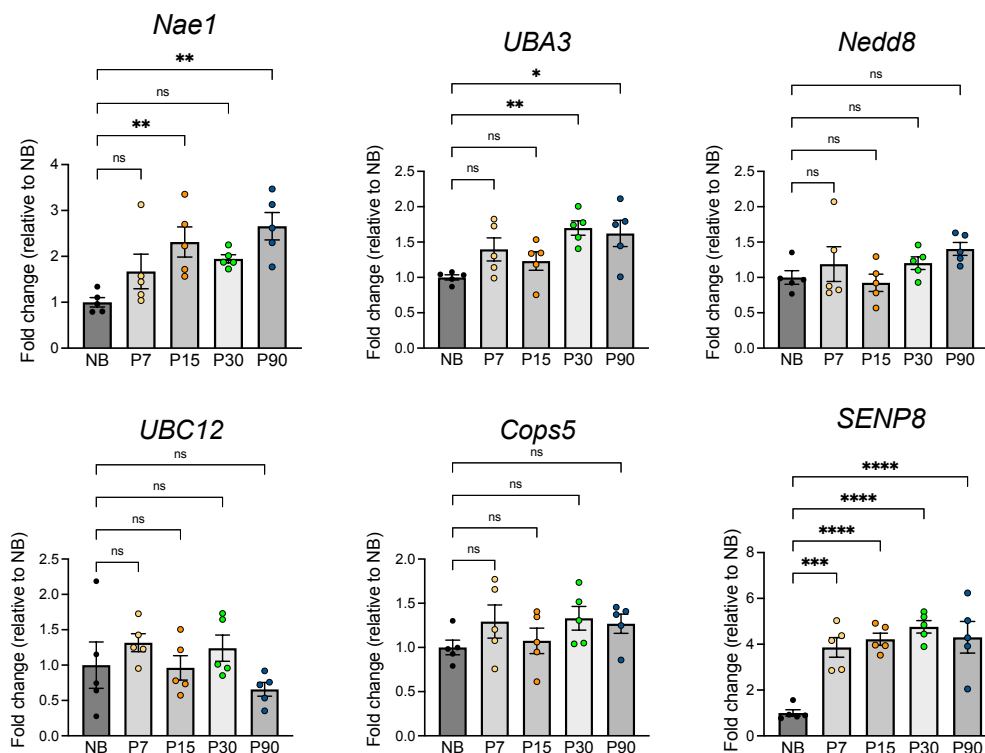 Nae1
**
ns
**
ns
Fold change (relative to NB)
4
3
2
1
0
NB P7 P15 P30 P90
UBA3
*
**
ns
ns
Fold change (relative to NB)
2.5
2.0
1.5
1.0
0.5
0.0
NB P7 P15 P30 P90
Nedd8
ns
ns
ns
ns
Fold change (relative to NB)
2.5
2.0
1.5
1.0
0.5
0.0
NB P7 P15 P30 P90
UBC12
ns
ns
ns
ns
Fold change (relative to NB)
2.5
2.0
1.5
1.0
0.5
0.0
NB P7 P15 P30 P90
Cops5
ns
ns
ns
ns
Fold change (relative to NB)
2.0
1.5
1.0
0.5
0.0
NB P7 P15 P30 P90
SENP8
****
****
****
***
Fold change (relative to NB)
8
6
4
2
0
NB P7 P15 P30 P90